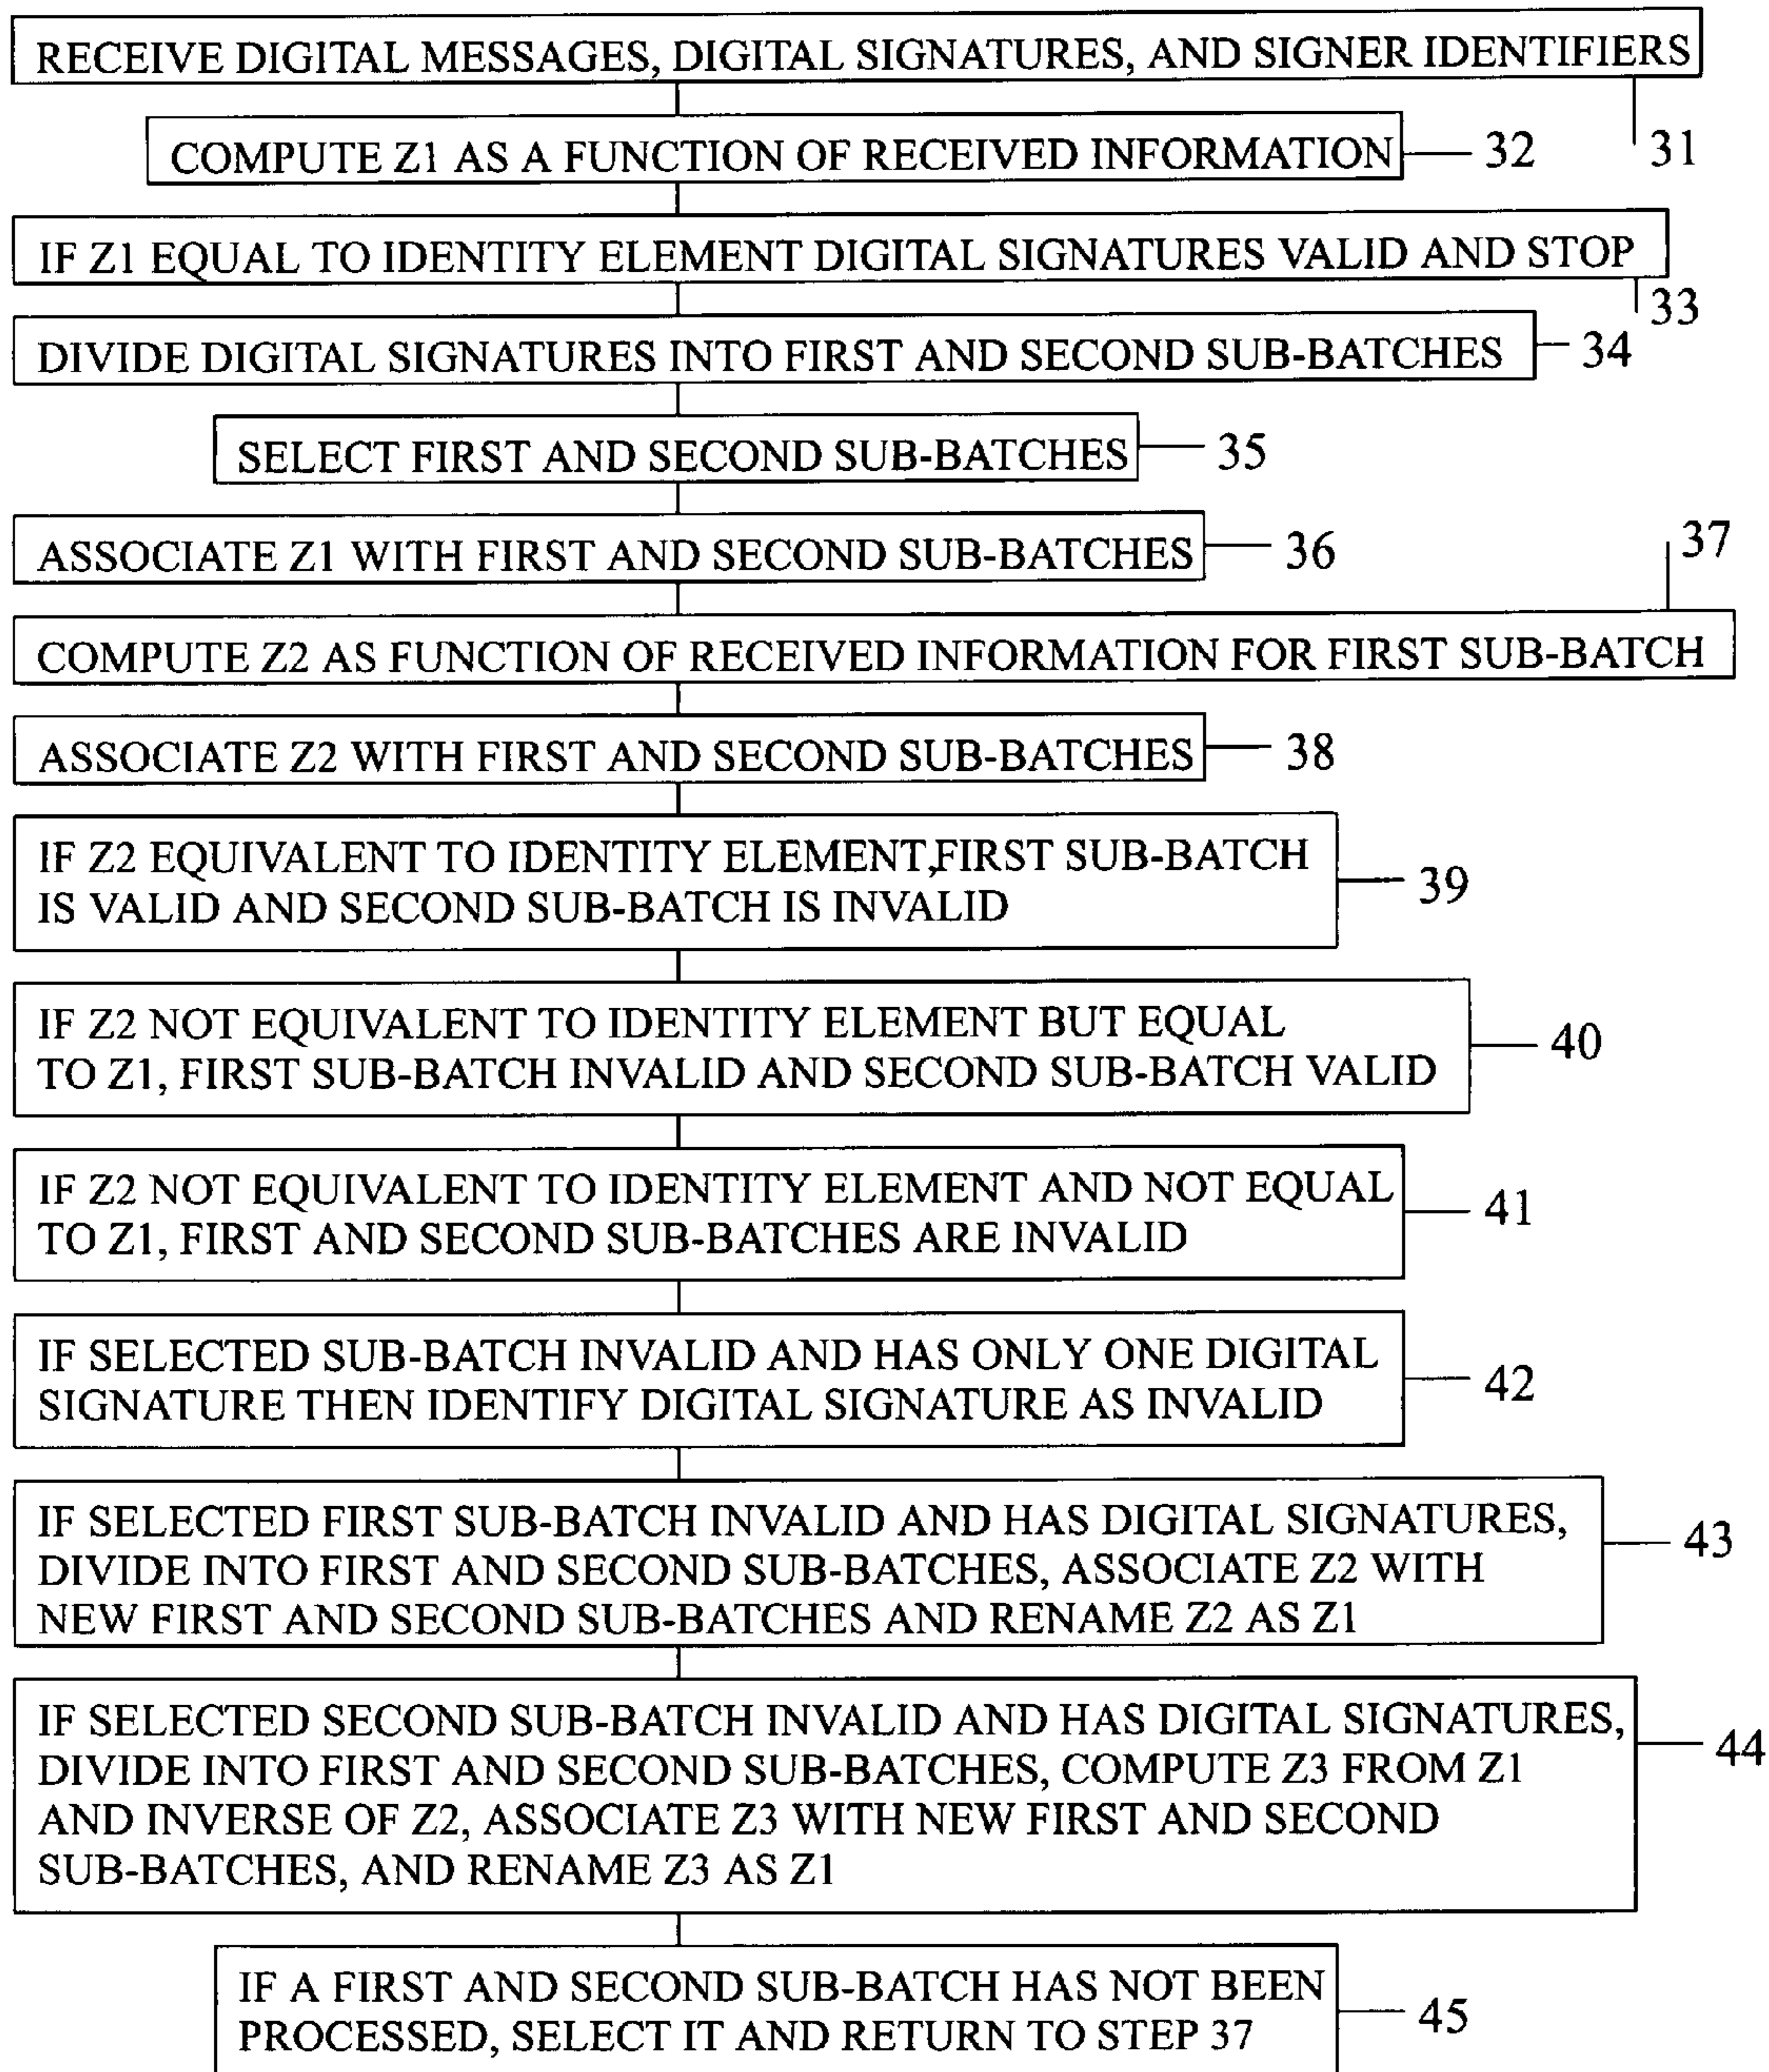 RECEIVE DIGITAL MESSAGES, DIGITAL SIGNATURES, AND SIGNER IDENTIFIERS
31
COMPUTE Z1 AS A FUNCTION OF RECEIVED INFORMATION
32
IF Z1 EQUAL TO IDENTITY ELEMENT DIGITAL SIGNATURES VALID AND STOP
33
DIVIDE DIGITAL SIGNATURES INTO FIRST AND SECOND SUB-BATCHES
34
SELECT FIRST AND SECOND SUB-BATCHES
35
ASSOCIATE Z1 WITH FIRST AND SECOND SUB-BATCHES
36
37
COMPUTE Z2 AS FUNCTION OF RECEIVED INFORMATION FOR FIRST SUB-BATCH
ASSOCIATE Z2 WITH FIRST AND SECOND SUB-BATCHES
38
IF Z2 EQUIVALENT TO IDENTITY ELEMENT,FIRST SUB-BATCH
IS VALID AND SECOND SUB-BATCH IS INVALID
39
IF Z2 NOT EQUIVALENT TO IDENTITY ELEMENT BUT EQUAL
TO Z1, FIRST SUB-BATCH INVALID AND SECOND SUB-BATCH VALID
40
IF Z2 NOT EQUIVALENT TO IDENTITY ELEMENT AND NOT EQUAL
TO Z1, FIRST AND SECOND SUB-BATCHES ARE INVALID
41
IF SELECTED SUB-BATCH INVALID AND HAS ONLY ONE DIGITAL
SIGNATURE THEN IDENTIFY DIGITAL SIGNATURE AS INVALID
42
IF SELECTED FIRST SUB-BATCH INVALID AND HAS DIGITAL SIGNATURES,
DIVIDE INTO FIRST AND SECOND SUB-BATCHES, ASSOCIATE Z2 WITH
NEW FIRST AND SECOND SUB-BATCHES AND RENAME Z2 AS Z1
43
IF SELECTED SECOND SUB-BATCH INVALID AND HAS DIGITAL SIGNATURES,
DIVIDE INTO FIRST AND SECOND SUB-BATCHES, COMPUTE Z3 FROM Z1
AND INVERSE OF Z2, ASSOCIATE Z3 WITH NEW FIRST AND SECOND
SUB-BATCHES, AND RENAME Z3 AS Z1
44
IF A FIRST AND SECOND SUB-BATCH HAS NOT BEEN
PROCESSED, SELECT IT AND RETURN TO STEP 37
45